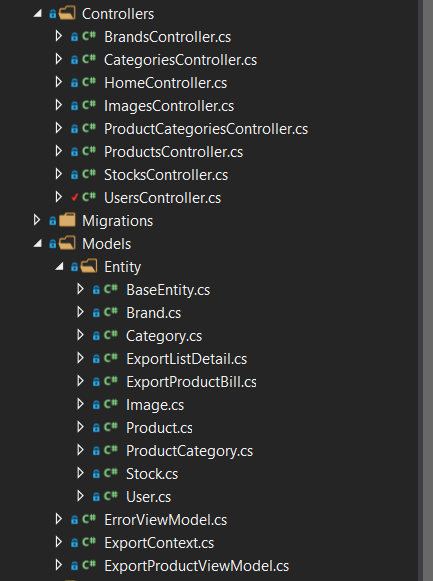 Controllers
C# BrandsController.cs
C# CategoriesController.cs
C# HomeController.cs
C# ImagesController.cs
C# ProductCategoriesController.cs
C# ProductsController.cs
C# StocksController.cs
C# UsersController.cs
Migrations
Models
Entity
C# BaseEntity.cs
C# Brand.cs
C# Category.cs
C# ExportListDetail.cs
C# ExportProductBill.cs
C# Image.cs
C# Product.cs
C# ProductCategory.cs
C# Stock.cs
C# User.cs
C# ErrorViewModel.cs
C# ExportContext.cs
C# ExportProductViewModel.cs